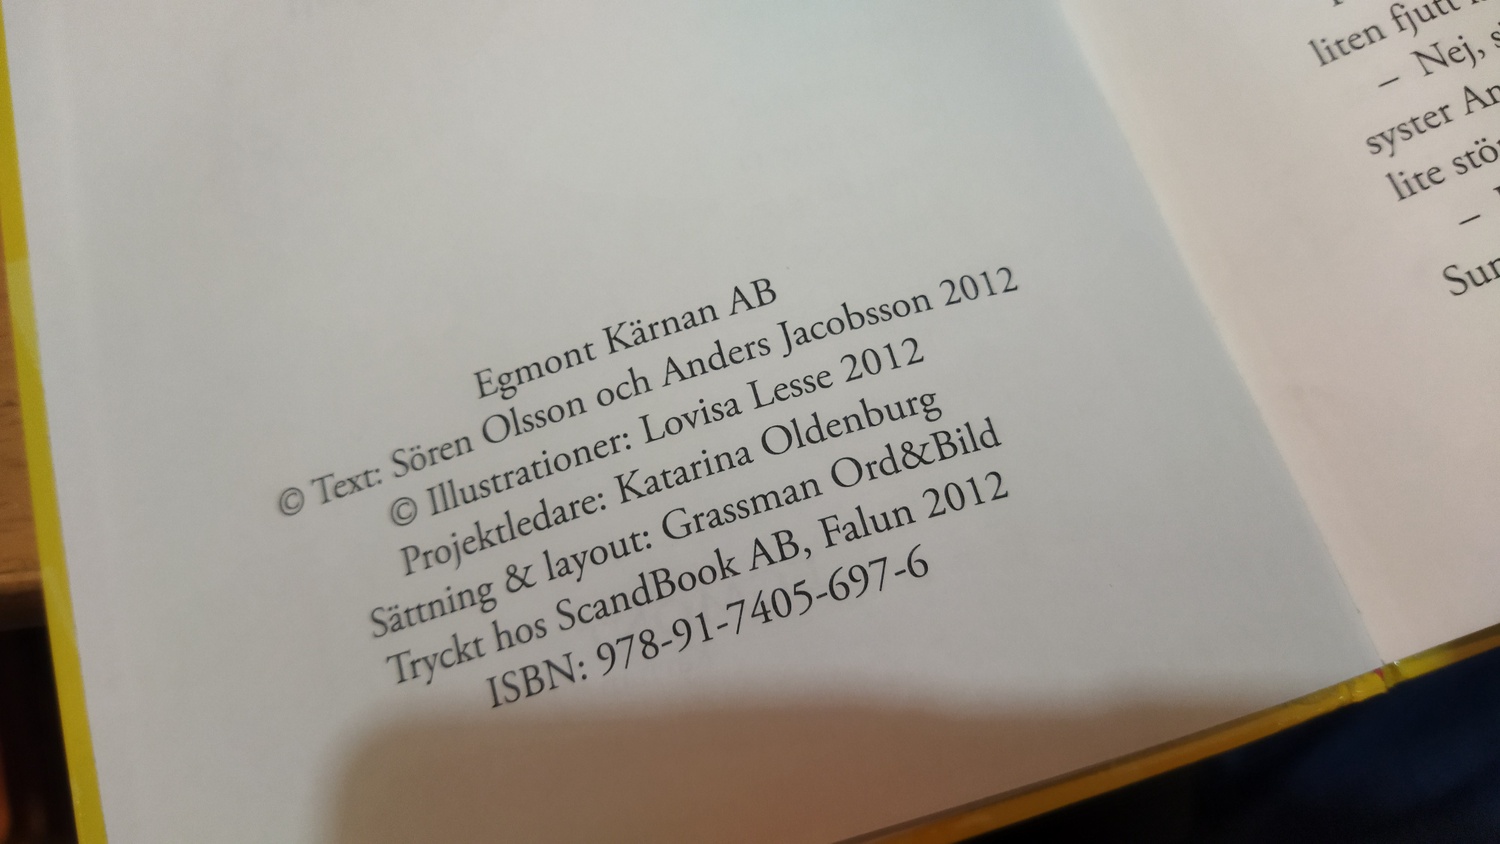 Egmont Kärnan AB
© Text: Sören Olsson och Anders Jacobsson 2012
© Illustrationer: Lovisa Lesse 2012
Projektledare: Katarina Oldenburg
Sättning & layout: Grassman Ord&Bild
Tryckt hos ScandBook AB, Falun 2012
ISBN: 978-91-7405-697-6
liten fjutt
– Nej,
syster
lite
–